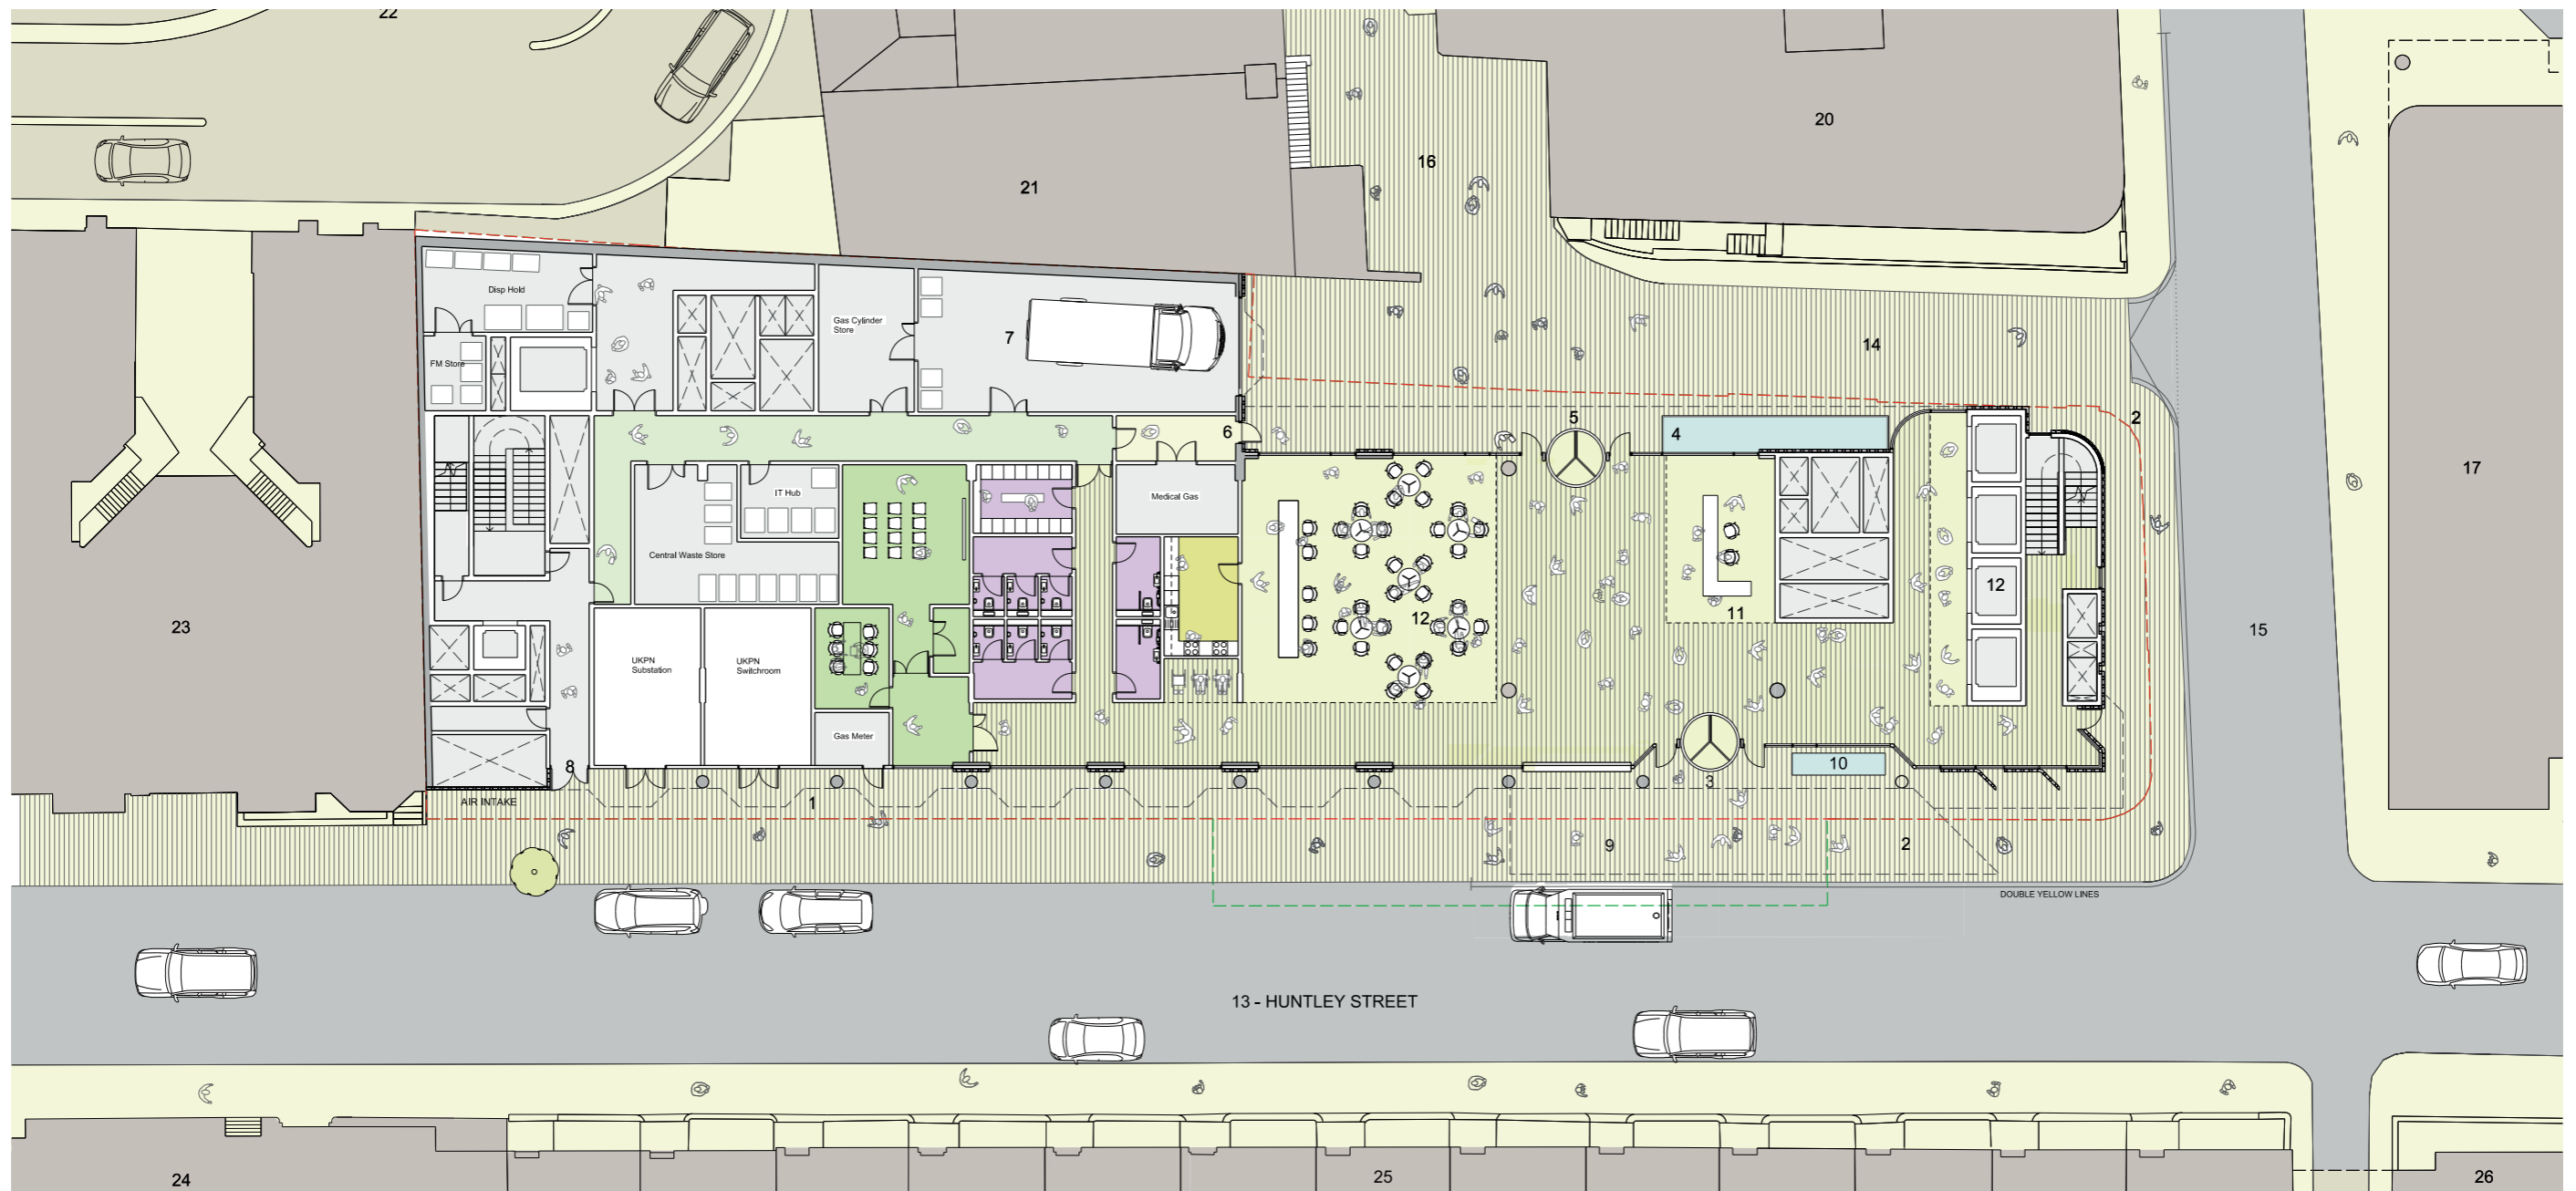 22
20
16
21
Disp Hold
Gas Cylinder
Store
7
14
FM Store
5
2
4
6
17
IT Hub
Medical Gas
Central Waste Store
12
12
11
23
15
UKPN
Substation
UKPN
Switchroom
Gas Meter
8
10
3
AIR INTAKE
1
9
2
DOUBLE YELLOW LINES
13 - HUNTLEY STREET
24
25
26